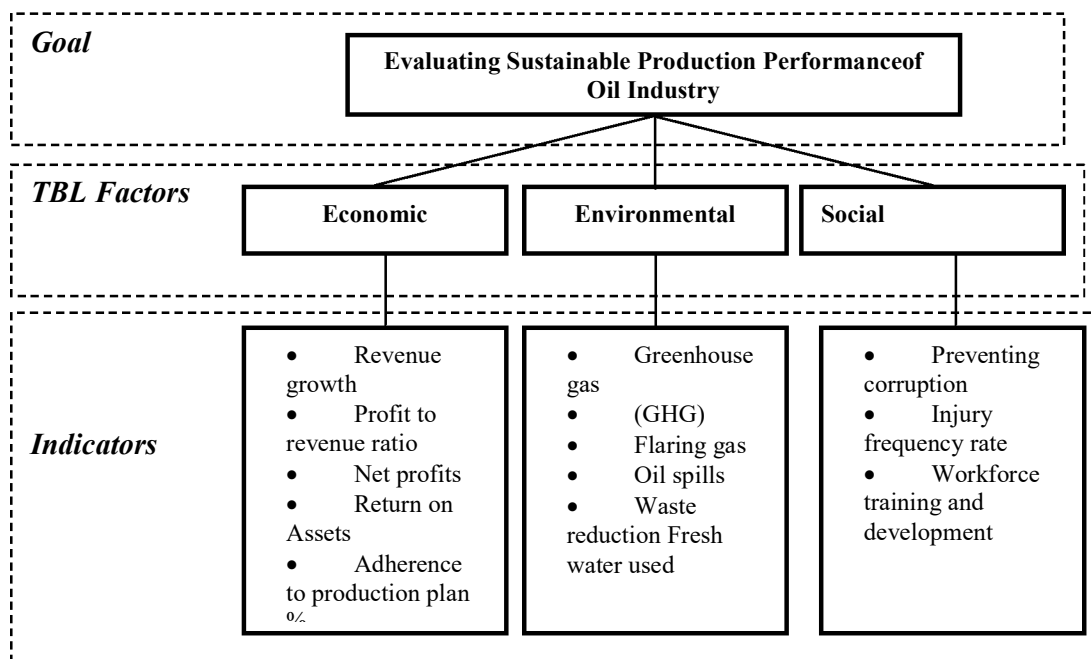 Goal
Evaluating Sustainable Production Performanceof
Oil Industry
TBL Factors
Economic
Environmental
Social
Indicators
• Revenue
growth
• Profit to
revenue ratio
• Net profits
• Return on
Assets
• Adherence
to production plan
%
• Greenhouse
gas
• (GHG)
• Flaring gas
• Oil spills
• Waste
reduction Fresh
water used
• Preventing
corruption
• Injury
frequency rate
• Workforce
training and
development